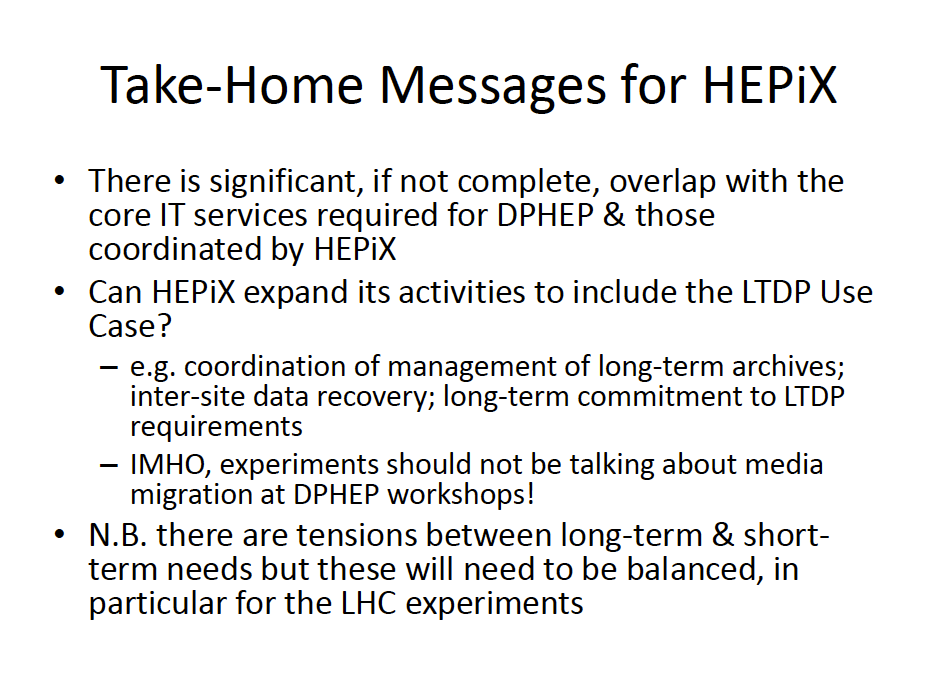 Take-Home Messages for HEPiX
• There is significant, if not complete, overlap with the
core IT services required for DPHEP & those
coordinated by HEPiX
• Can HEPiX expand its activities to include the LTDP Use
Case?
– e.g. coordination of management of long-term archives;
inter-site data recovery; long-term commitment to LTDP
requirements
– IMHO, experiments should not be talking about media
migration at DPHEP workshops!
• N.B. there are tensions between long-term & short-
term needs but these will need to be balanced, in
particular for the LHC experiments